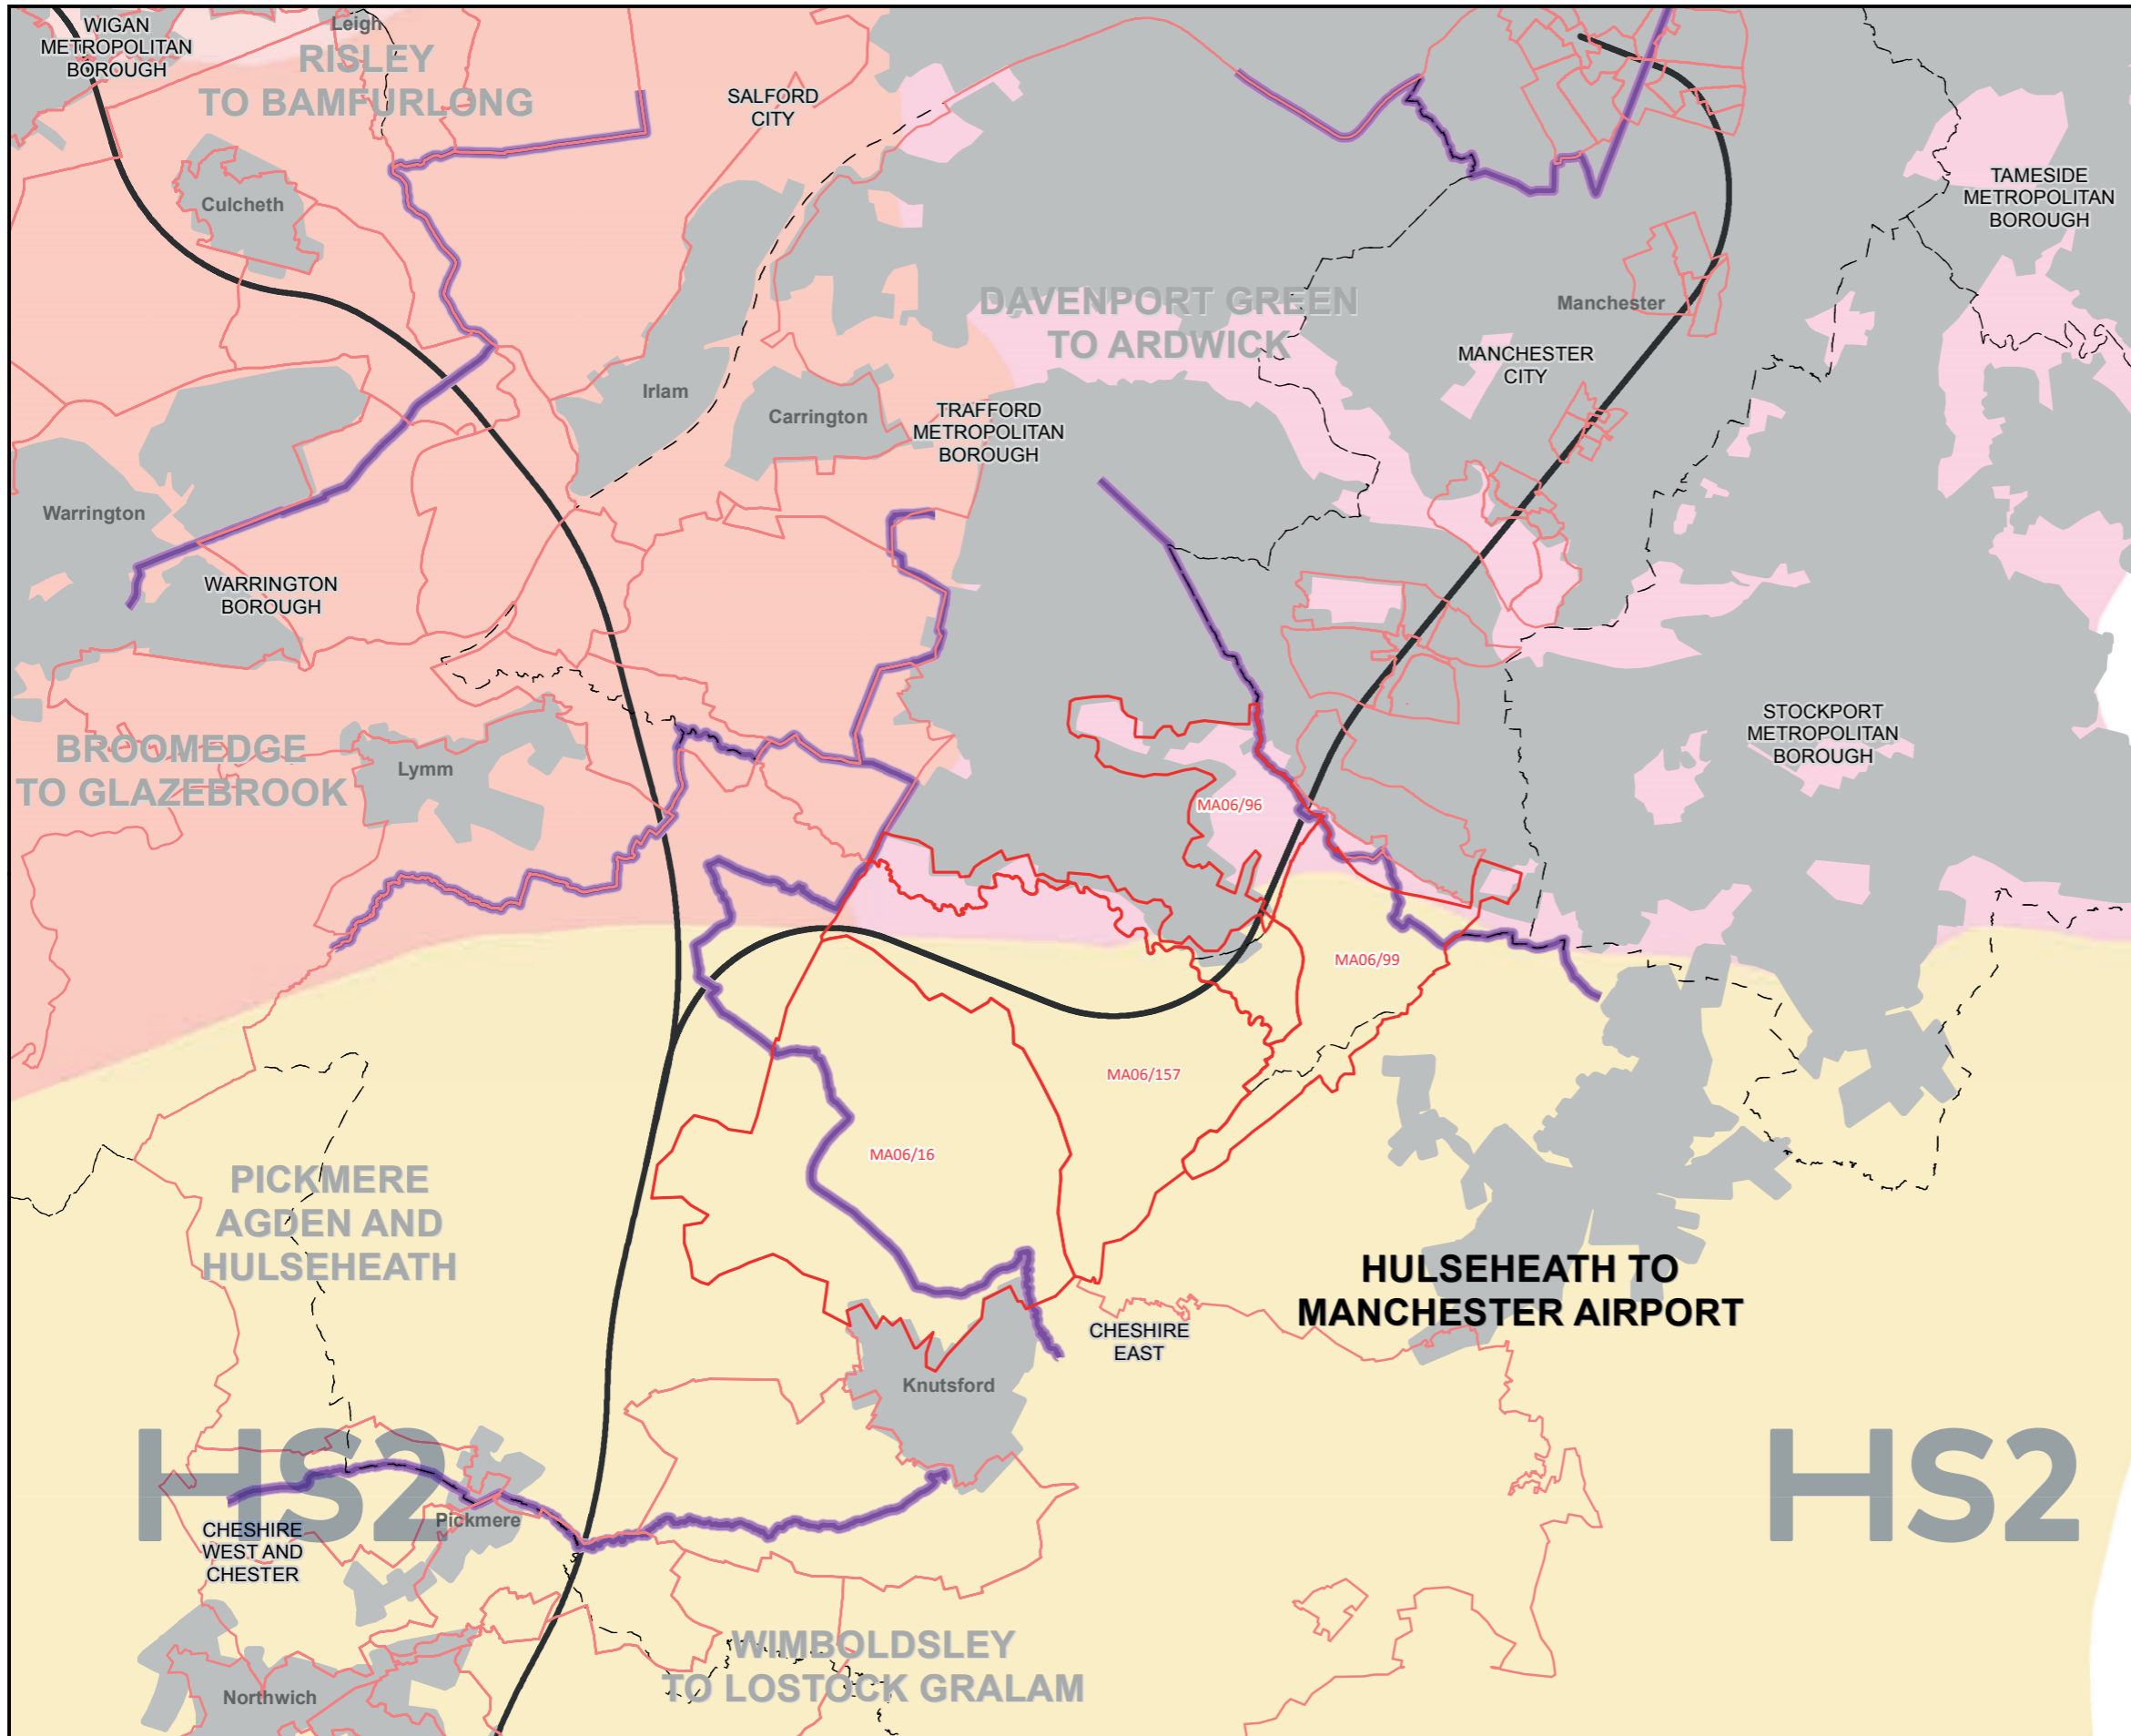 WIGAN
METROPOLITAN
BOROUGH
Leigh
RISLEY
TO BAMFURLONG
SALFORD
CITY
TAMESIDE
METROPOLITAN
BOROUGH
Culcheth
DAVENPORT GREEN
TO ARDWICK
Manchester
MANCHESTER
CITY
Irlam
Carrington
TRAFFORD
METROPOLITAN
BOROUGH
Warrington
WARRINGTON
BOROUGH
STOCKPORT
METROPOLITAN
BOROUGH
BROOMEDGE
TO GLAZEBROOK
Lymm
MA06/96
MA06/99
MA06/157
MA06/16
PICKMERE
AGDEN AND
HULSEHEATH
HULSEHEATH TO
MANCHESTER AIRPORT
CHESHIRE
EAST
Knutsford
HS2
HS2
Pickmere
CHESHIRE
WEST AND
CHESTER
WIMBOLDSLEY
TO LOSTOCK GRALAM
Northwich